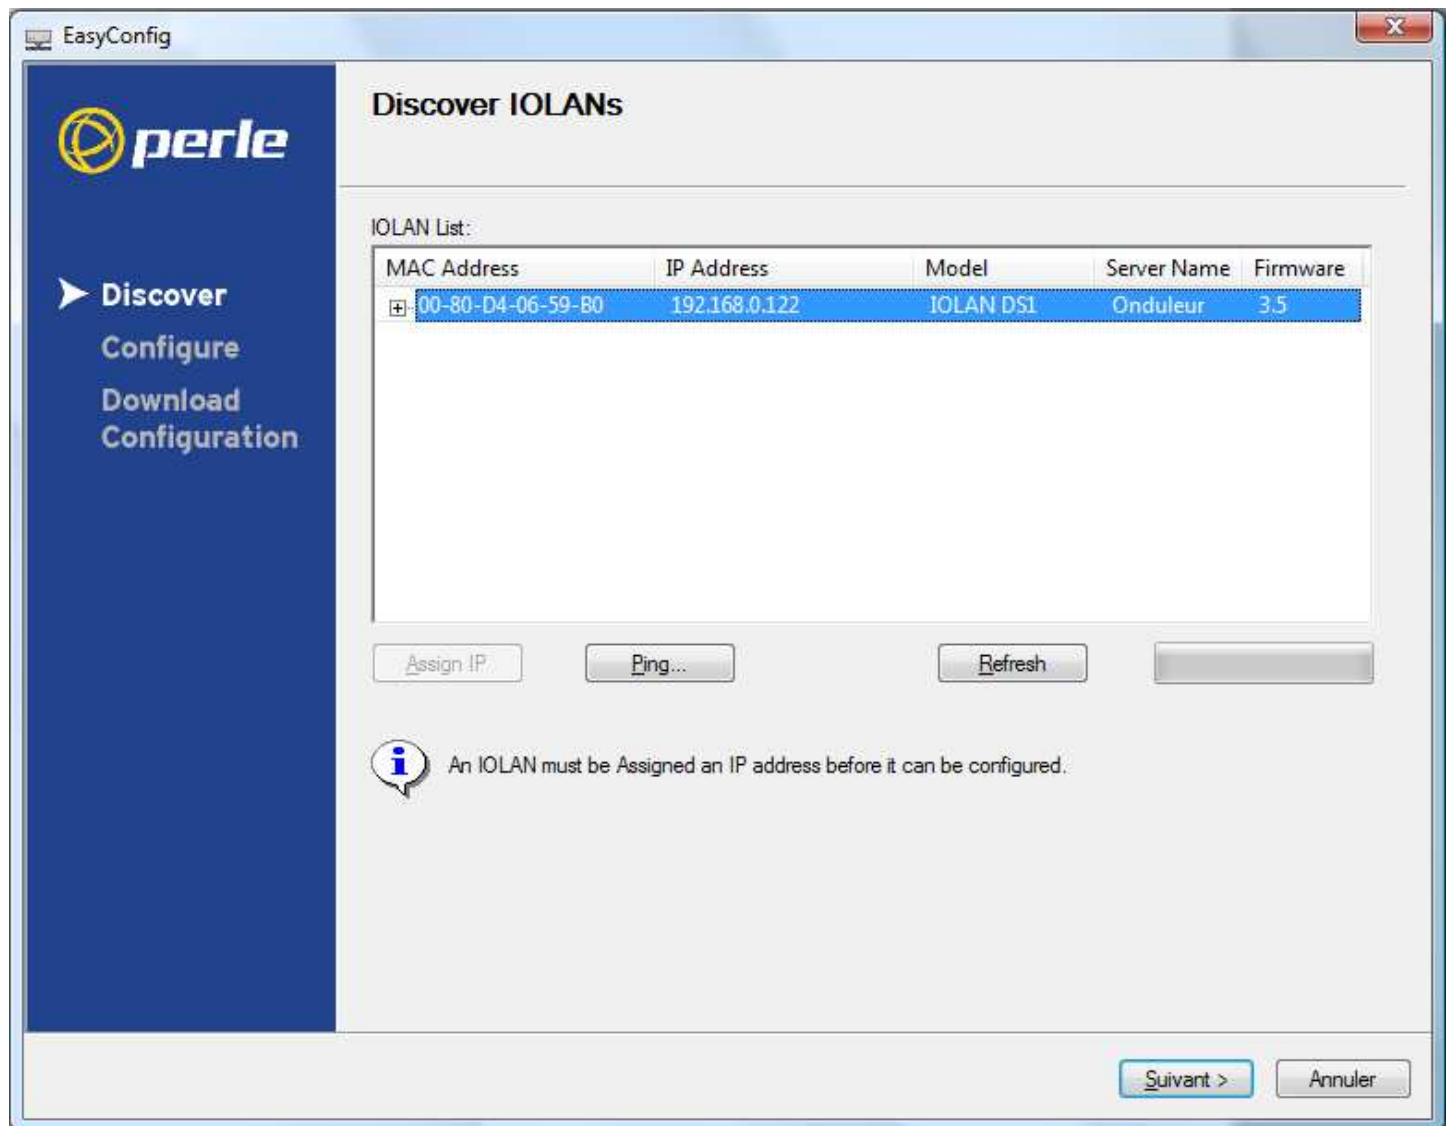 EasyConfig
perle
Discover IOLANs
Discover
Configure
Download
Configuration
IOLAN List:
MAC Address IP Address Model Server Name Firmware
00-80-D4-06-59-B0 192.168.0.122 IOLAN DS1 Onduleur 3.5
Assign IP Ping... Refresh
An IOLAN must be Assigned an IP address before it can be configured.
Suivant > Annuler